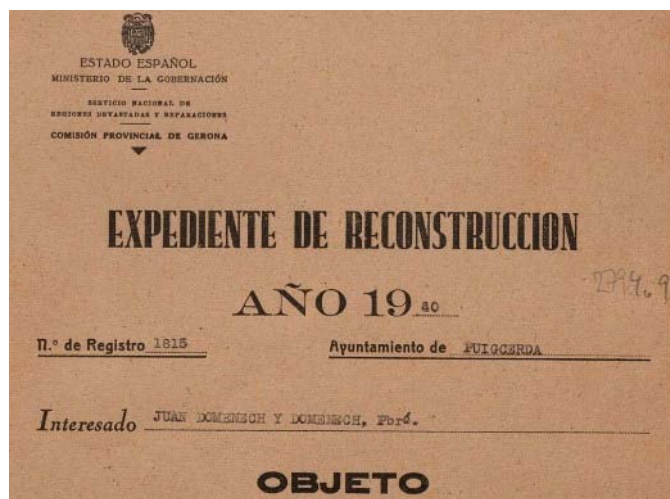 ESTADO ESPAÑOL
MINISTERIO DE LA GOBERNACIÓN
SERVICIO NACIONAL DE
REGIONES DEVASTADAS Y REPARACIONES
COMISIÓN PROVINCIAL DE GERONA
EXPEDIENTE DE RECONSTRUCCION
AÑO 19 40
N.º de Registro 1815 Ayuntamiento de PUIGCERDA
Interesado JUAN DOMENECH Y DOMENECH, Pbró.
OBJETO